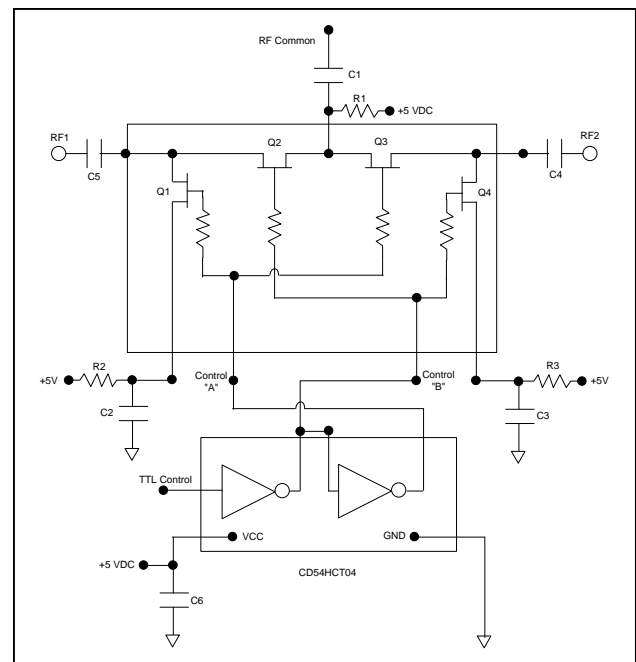 RF Common
C1
R1
+5 VDC
RF1
RF2
Q2
Q3
C5
C4
Q1
Q4
R2
+5V
Control
"A"
Control
"B"
R3
+5V
C2
C3
TTL Control
VCC
GND
+5 VDC
CD54HCT04
C6